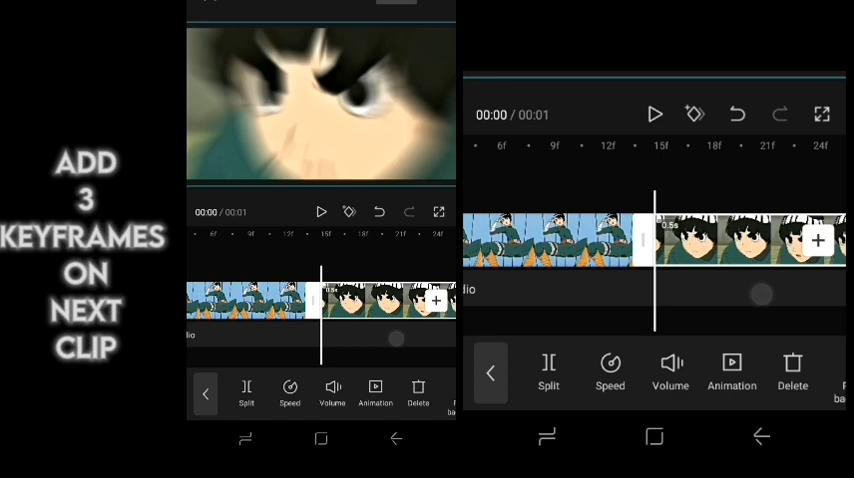 ADD
3
KEYFRAMES
ON
NEXT
CLIP
00:00 / 00:01
6f 9f 12f 15f 18f 21f 24f
0.5s
dio
Split Speed Volume Animation Delete
00:00 / 00:01
6f 9f 12f 15f 18f 21f 24f
0.5s
dio
Split Speed Volume Animation Delete